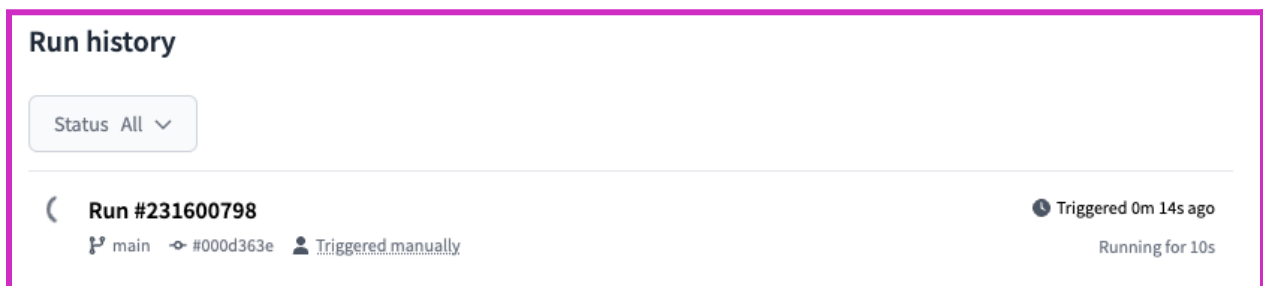 Run history
Status All
Run #231600798
Triggered 0m 14s ago
main #000d363e Triggered manually
Running for 10s